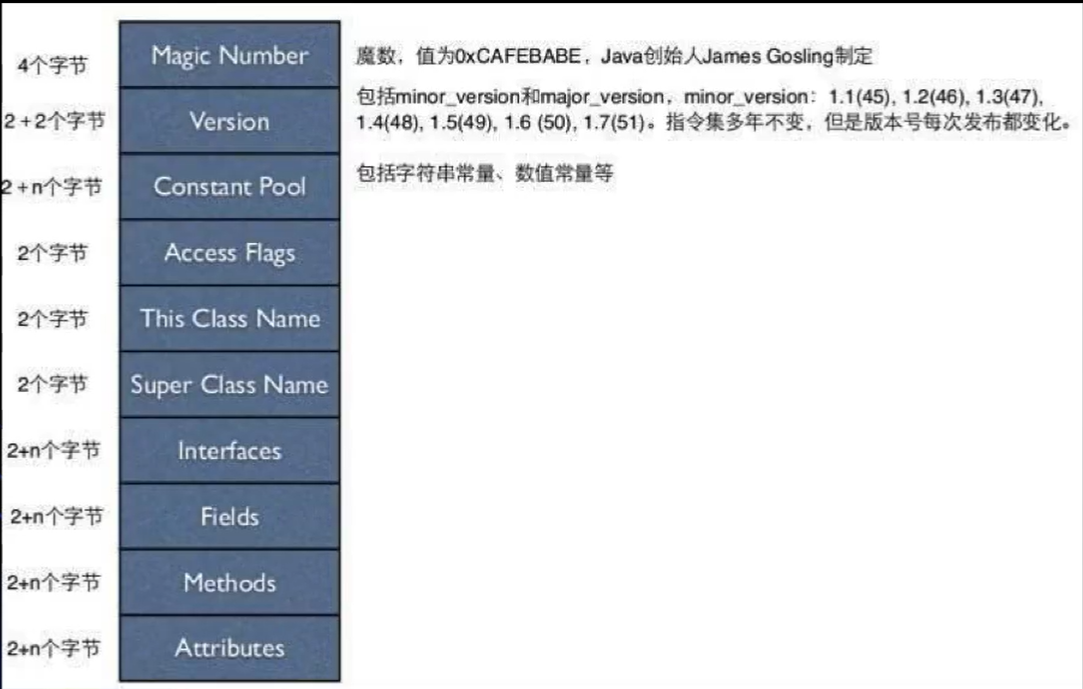 4个字节 Magic Number 魔数，值为0xCAFEBABE，Java创始人James Gosling制定
2+2个字节 Version 包括minor_version和major_version，minor_version：1.1(45), 1.2(46), 1.3(47),
1.4(48), 1.5(49), 1.6 (50), 1.7(51)。指令集多年不变，但是版本号每次发布都变化。
2+n个字节 Constant Pool 包括字符串常量、数值常量等
2个字节 Access Flags
2个字节 This Class Name
2个字节 Super Class Name
2+n个字节 Interfaces
2+n个字节 Fields
2+n个字节 Methods
2+n个字节 Attributes